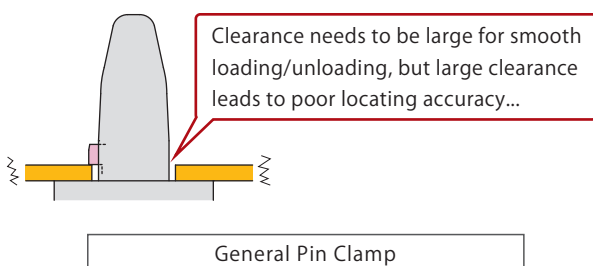 Clearance needs to be large for smooth
loading/unloading, but large clearance
leads to poor locating accuracy...
General Pin Clamp